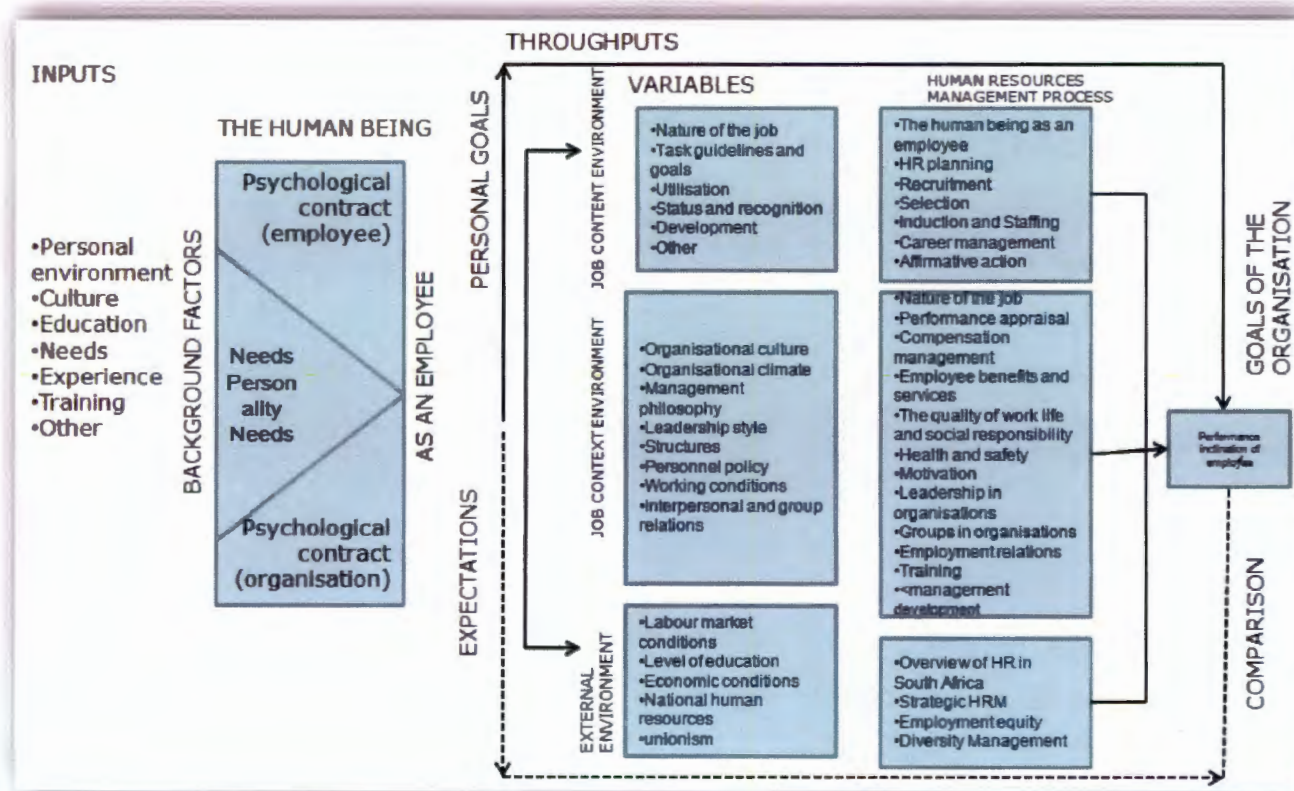 THROUGHPUTS
INPUTS
THE HUMAN BEING
•Personal
environment
•Culture
•Education
•Needs
•Experience
•Training
•Other
BACKGROUND FACTORS
Psychological
contract
(employee)
Needs
Person
ality
Needs
Psychological
contract
(organisation)
AS AN EMPLOYEE
PERSONAL GOALS
EXPECTATIONS
VARIABLES
JOB CONTENT ENVIRONMENT
•Nature of the job
•Task guidelines and
goals
•Utilisation
•Status and recognition
•Development
•Other
JOB CONTEXT ENVIRONMENT
•Organisational culture
•Organisational climate
•Management
philosophy
•Leadership style
•Structures
•Personnel policy
•Working conditions
•Interpersonal and group
relations
EXTERNAL
ENVIRONMENT
•Labour market
conditions
•Level of education
•Economic conditions
•National human
resources
•unionism
HUMAN RESOURCES
MANAGEMENT PROCESS
•The human being as an
employee
•HR planning
•Recruitment
•Selection
•Induction and Staffing
•Career management
•Affirmative action
•Nature of the job
•Performance appraisal
•Compensation
management
•Employee benefits and
services
•The quality of work life
and social responsibility
•Health and safety
•Motivation
•Leadership in
organisations
•Groups in organisations
•Employment relations
•Training
•<management
development
•Overview of HR in
South Africa
•Strategic HRM
•Employment equity
•Diversity Management
GOALS OF THE
ORGANISATION
Performance
inclination of
employee
COMPARISON